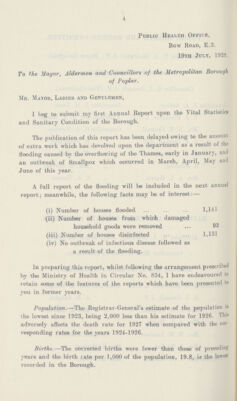 4
PUBLIC HEALTH OFFICE,
BOW ROAD, E.3.
19TH JULY, 1928.
To the Mayor, Aldermen and Councillors of the Metropolitan Borough
of Poplar.
MR. MAYOR, LADIES AND GENTLEMEN,
I beg to submit my first Annual Report upon the Vital Statistics
and Sanitary Condition of the Borough.
The publication of this report has been delayed owing to the amount
of extra work which has devolved upon the department as a result of the
flooding caused by the overflowing of the Thames, early in January, and
an outbreak of Smallpox which occurred in March, April, May and
June of this year.
A full report of the flooding will be included in the next annual
report; meanwhile, the following facts may be of interest:—
(i) Number of houses flooded
(ii) Number of houses from which damaged
household goods were removed ... 92
(iii) Number of houses disinfected
(iv) No outbreak of infectious disease followed as
a result of the flooding.
In preparing this report, whilst following the arrangement prescribed
by the Ministry of Health in Circular No. 834, I have endeavoured to
retain some of the features of the reports which have been presented to
you in former years.
Population.—The Registrar-General's estimate of the population is
the lowest since 1923, being 2,000 less than his estimate for 1926. This
adversely affects the death rate for 1927 when compared with the cor-
responding rates for the years 1924-1926.
Births.—The corrected births were fewer than those of preceding
years and the birth rate per 1,000 of the population, 19.8, is the lowest
recorded in the Borough.